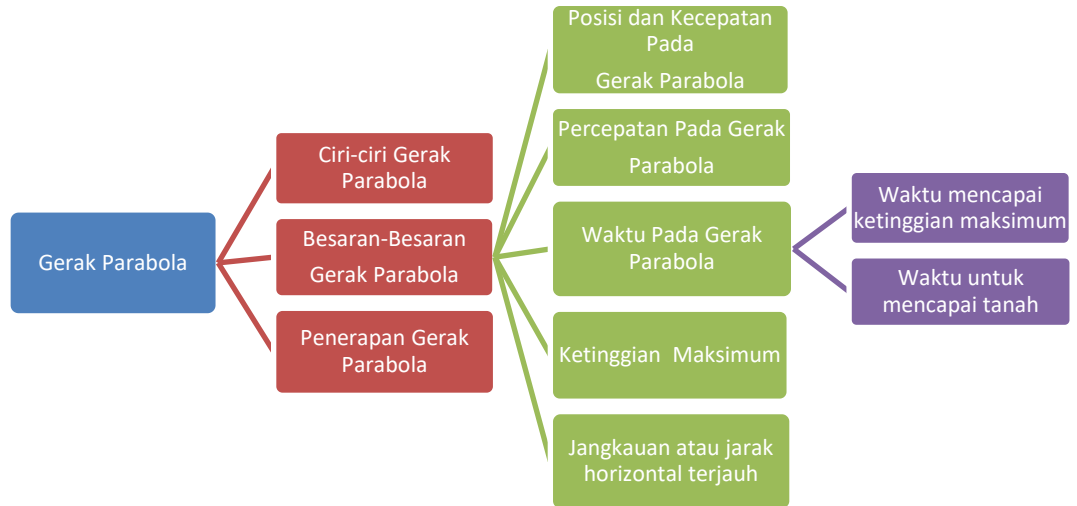 Gerak Parabola
Ciri-ciri Gerak
Parabola
Besaran-Besaran
Gerak Parabola
Penerapan Gerak
Parabola
Posisi dan Kecepatan
Pada
Gerak Parabola
Percepatan Pada Gerak
Parabola
Waktu Pada Gerak
Parabola
Ketinggian Maksimum
Jangkauan atau jarak
horizontal terjauh
Waktu mencapai
ketinggian maksimum
Waktu untuk
mencapai tanah